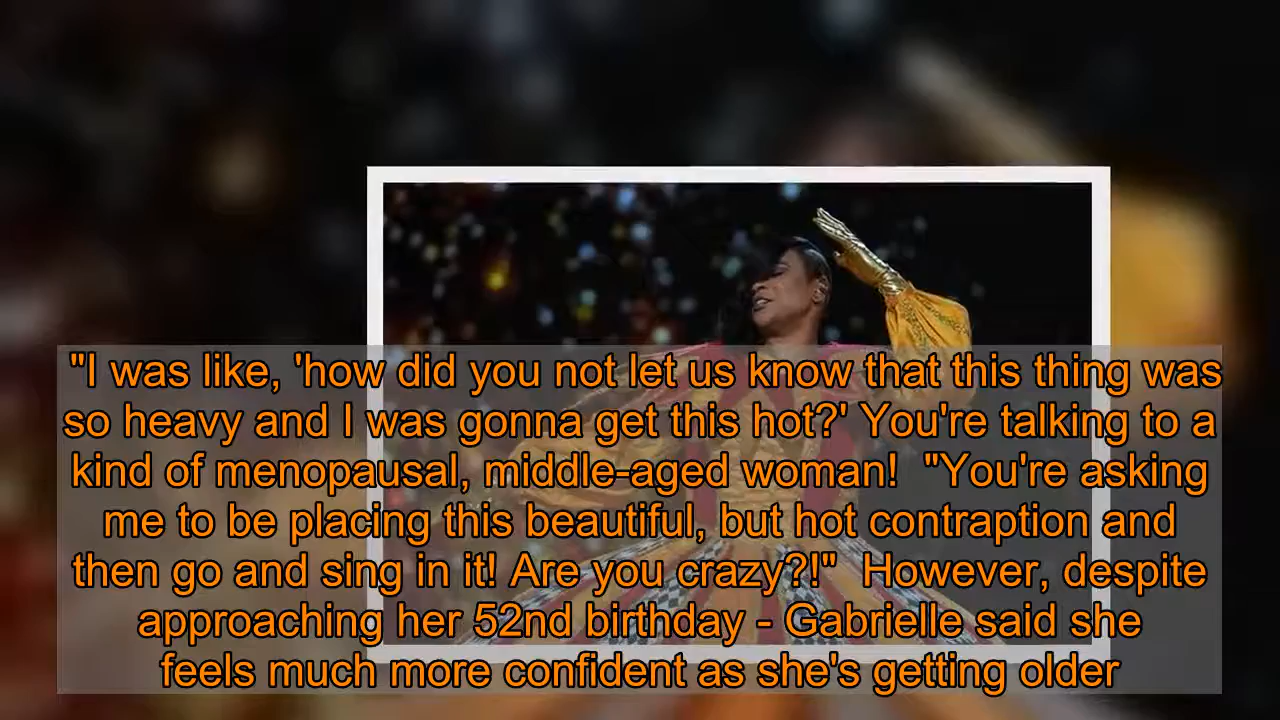 "I was like, 'how did you not let us know that this thing was
so heavy and I was gonna get this hot?' You're talking to a
kind of menopausal, middle-aged woman!  "You're asking
me to be placing this beautiful, but hot contraption and
then go and sing in it! Are you crazy?!"  However, despite
approaching her 52nd birthday - Gabrielle said she
feels much more confident as she's getting older